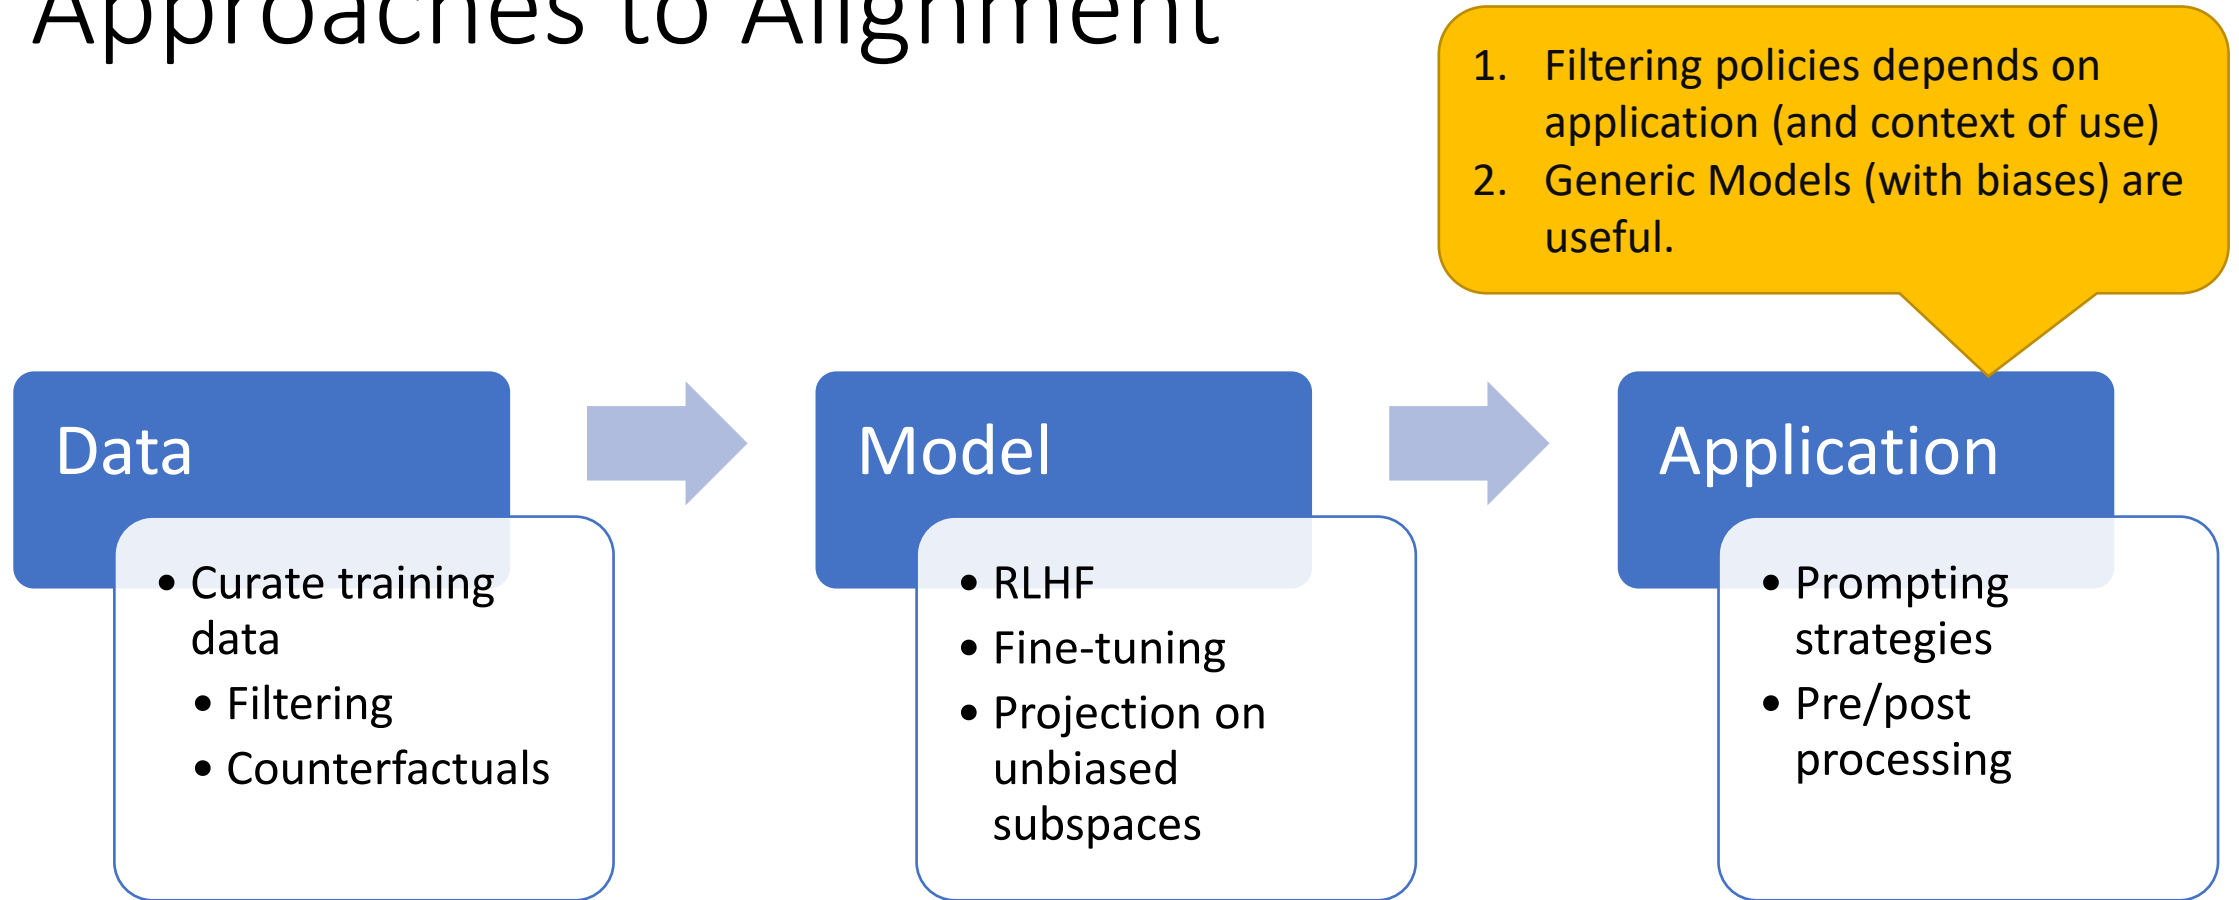 Approaches to Alignment
1. Filtering policies depends on
application (and context of use)
2. Generic Models (with biases) are
useful.
Data
• Curate training
data
• Filtering
• Counterfactuals
Model
• RLHF
• Fine-tuning
• Projection on
unbiased
subspaces
Application
• Prompting
strategies
• Pre/post
processing